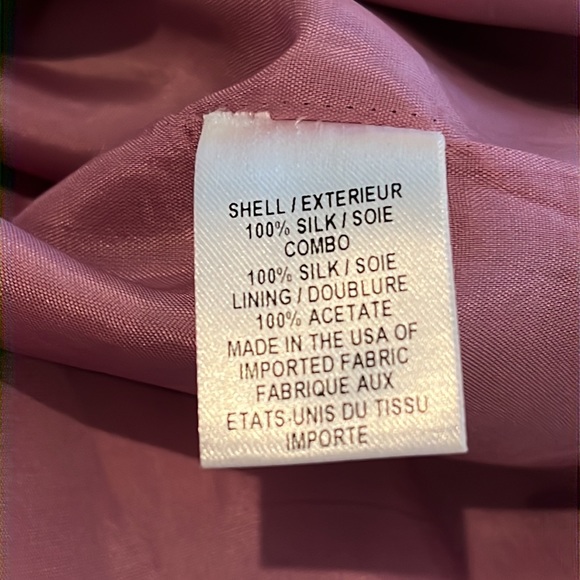 SHELL / EXTERIEUR
100% SILK / SOIE
COMBO
100% SILK / SOIE
LINING / DOUBLURE
100% ACETATE
MADE IN THE USA OF
IMPORTED FABRIC
FABRIQUE AUX
ETATS-UNIS DU TISSU
IMPORTE